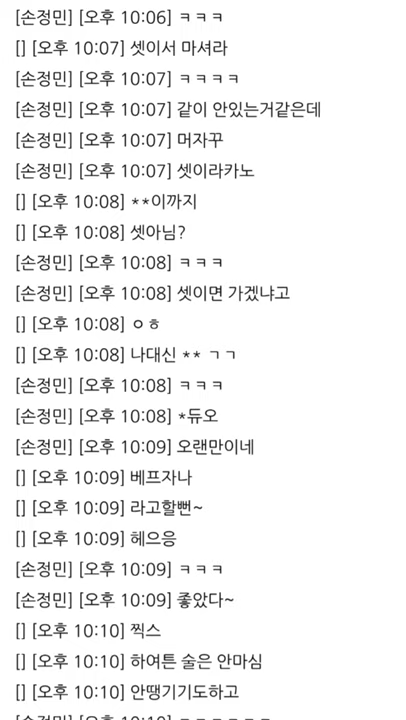 [손정민] [오후 10:06] ㅋㅋㅋ
[] [오후 10:07] 셋이서 마셔라
[손정민] [오후 10:07] ㅋㅋㅋㅋ
[손정민] [오후 10:07] 같이 안있는거같은데
[손정민] [오후 10:07] 머자꾸
[손정민] [오후 10:07] 셋이라카노
[] [오후 10:08] **이까지
[] [오후 10:08] 셋아님?
[손정민] [오후 10:08] ㅋㅋㅋ
[손정민] [오후 10:08] 셋이면 가겠냐고
[] [오후 10:08] ㅇㅎ
[] [오후 10:08] 나대신 ** ㄱㄱ
[손정민] [오후 10:08] ㅋㅋㅋ
[손정민] [오후 10:08] *듀오
[손정민] [오후 10:09] 오랜만이네
[] [오후 10:09] 베프자나
[] [오후 10:09] 라고할뻔~
[] [오후 10:09] 헤으응
[손정민] [오후 10:09] ㅋㅋㅋ
[손정민] [오후 10:09] 좋았다~
[] [오후 10:10] 찍스
[] [오후 10:10] 하여튼 술은 안마심
[] [오후 10:10] 안땡기기도하고